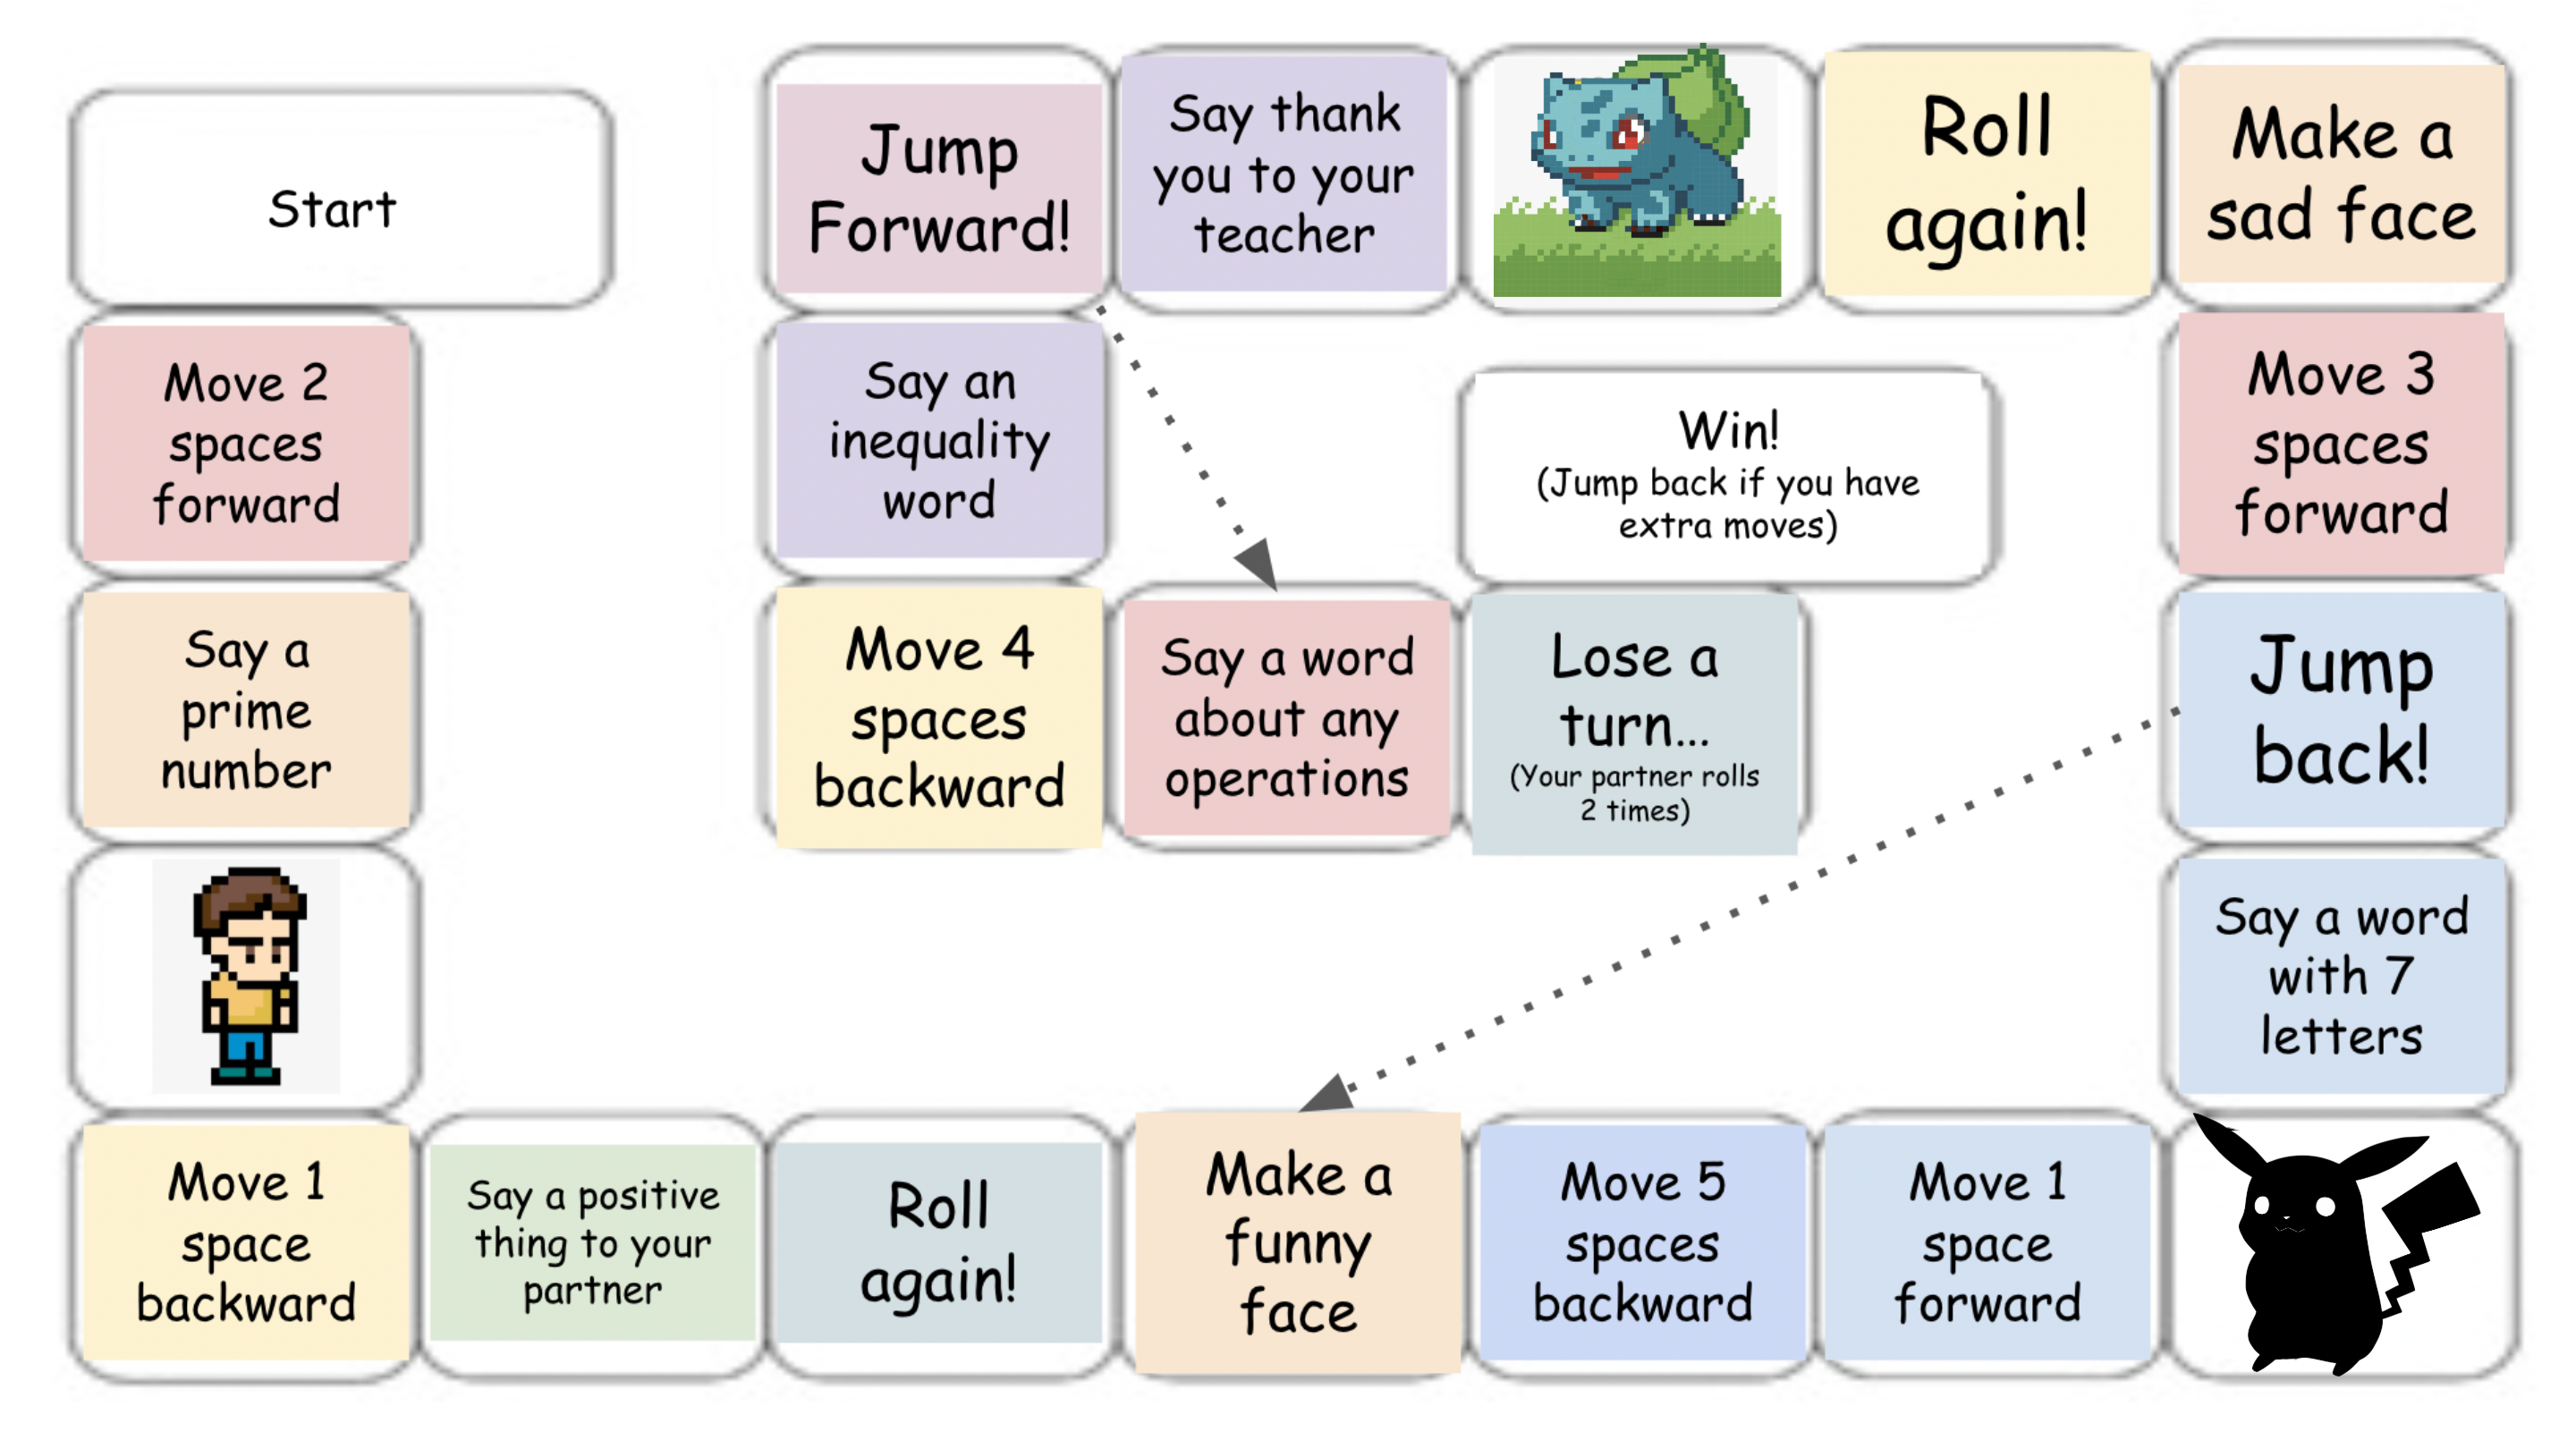 Start
Move 2
spaces
forward
Say a
prime
number
Move 1
space
backward
Say a positive
thing to your
partner
Roll
again!
Make a
funny
face
Move 5
spaces
backward
Move 1
space
forward
Say a word
with 7
letters
Jump
back!
Move 3
spaces
forward
Make a
sad face
Roll
again!
Say thank
you to your
teacher
Jump
Forward!
Say an
inequality
word
Move 4
spaces
backward
Say a word
about any
operations
Lose a
turn...
(Your partner rolls
2 times)
Win!
(Jump back if you have
extra moves)